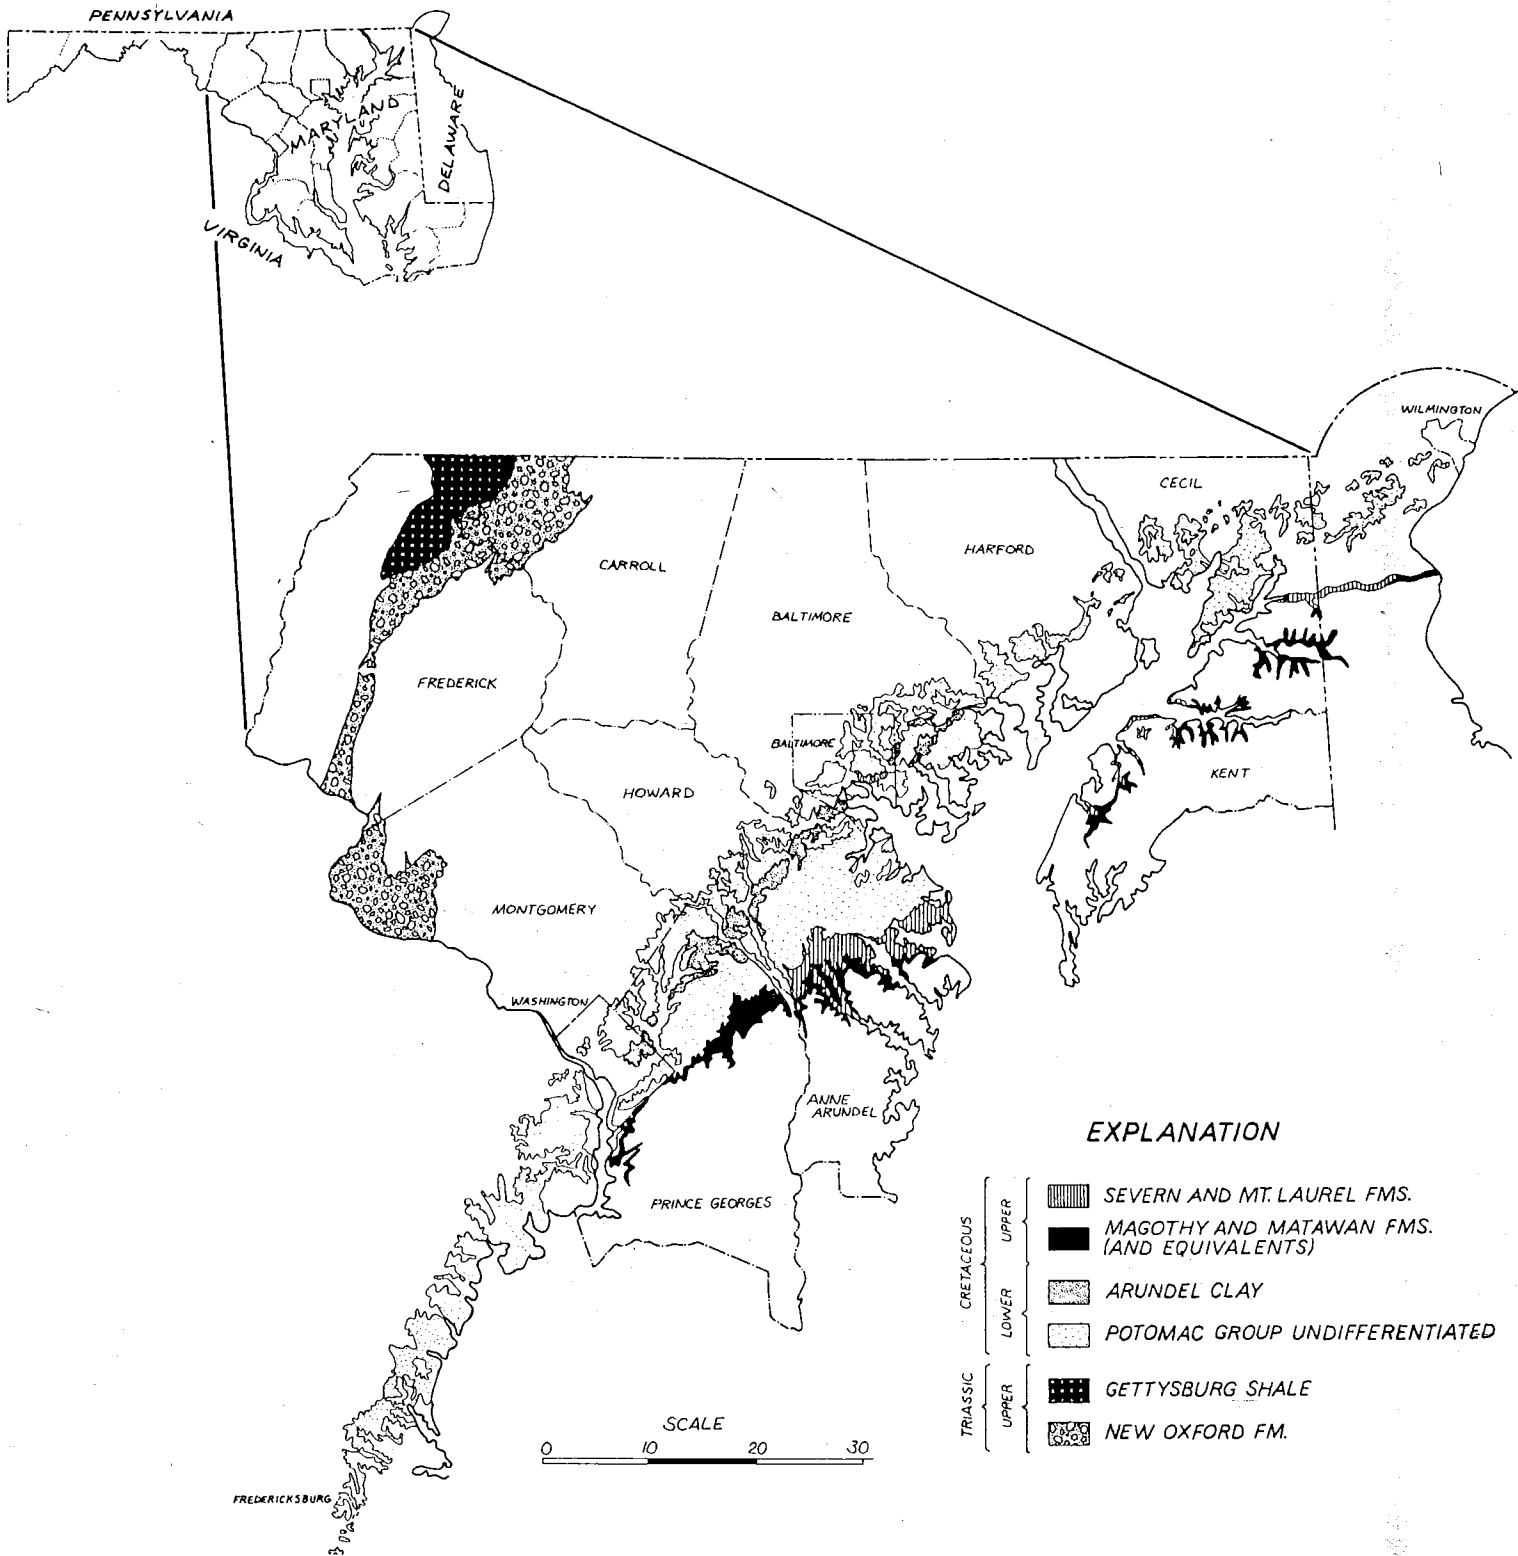 PENNSYLVANIA
MARYLAND
DELAWARE
VIRGINIA
WILMINGTON
CECIL
HARFORD
CARROLL
BALTIMORE
FREDERICK
BALTIMORE
KENT
HOWARD
MONTGOMERY
WASHINGTON
ANNE
ARUNDEL
PRINCE GEORGES
FREDERICKSBURG
EXPLANATION
CRETACEOUS
UPPER
SEVERN AND MT. LAUREL FMS.
MAGOTHY AND MATAWAN FMS.
(AND EQUIVALENTS)
LOWER
ARUNDEL CLAY
POTOMAC GROUP UNDIFFERENTIATED
TRIASSIC
UPPER
GETTYSBURG SHALE
NEW OXFORD FM.
SCALE
0 10 20 30